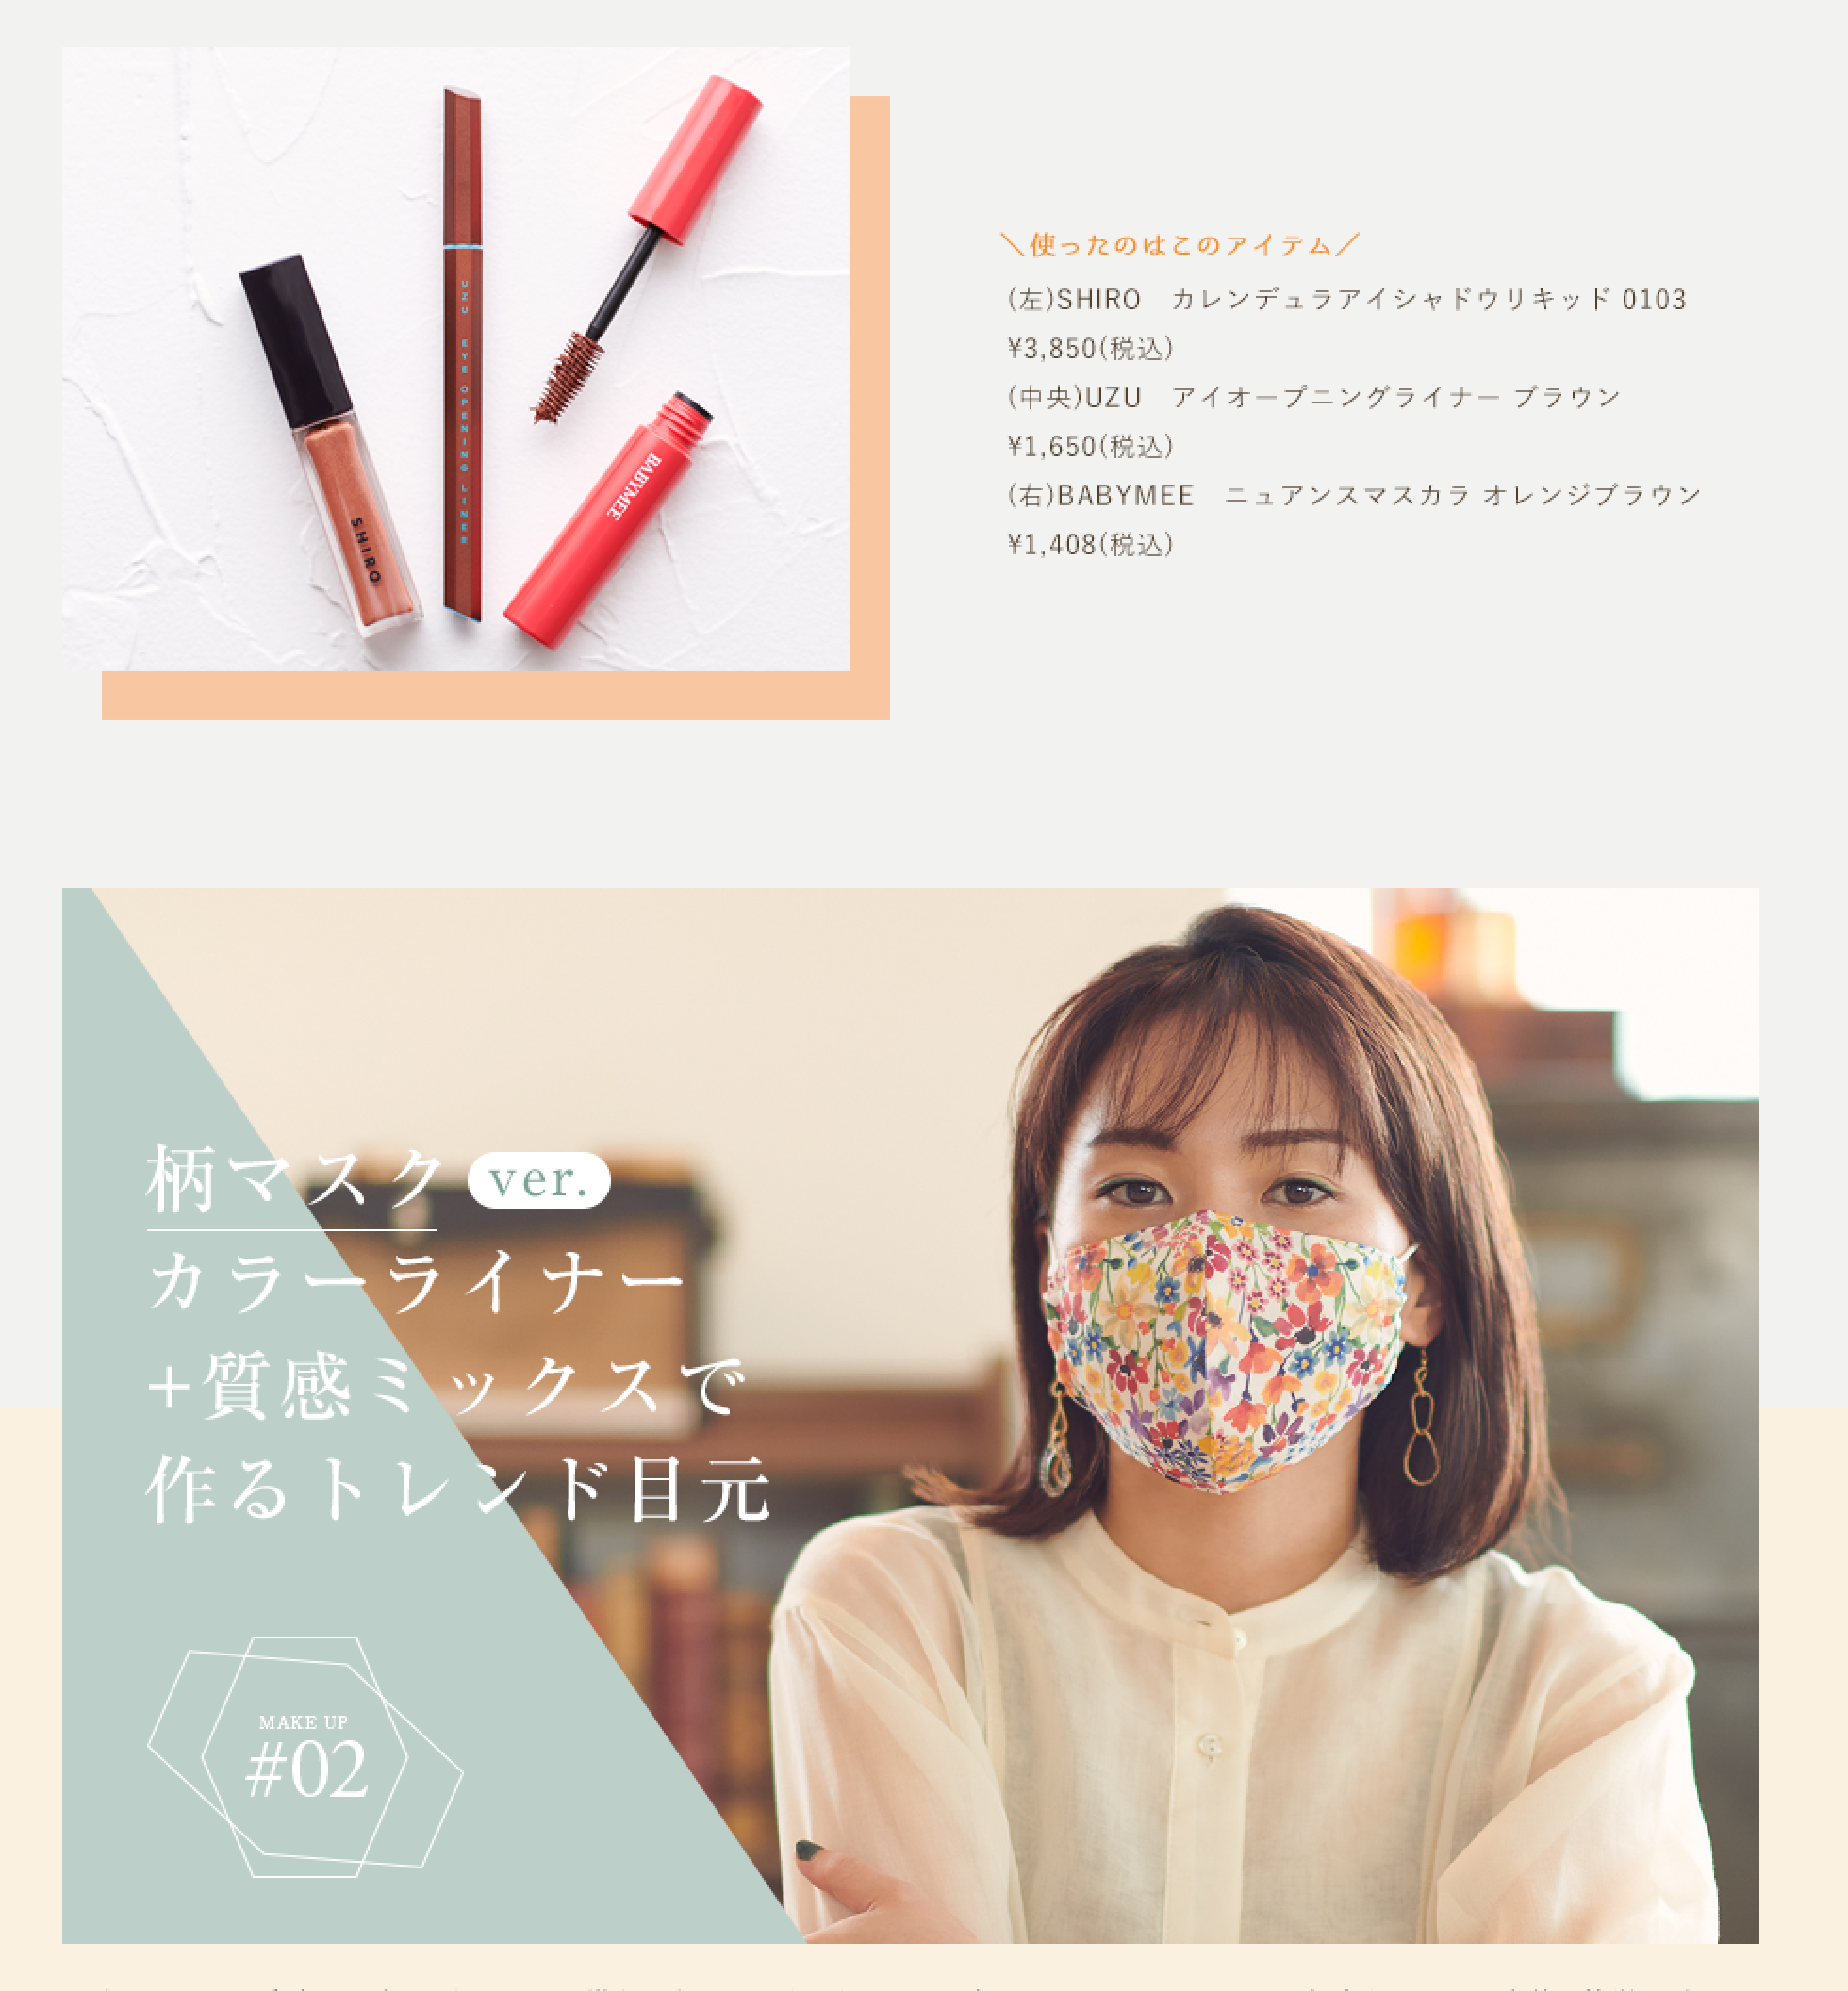 SHIRO
UZU EYE OPENING LINER
BABYMEE
＼使ったのはこのアイテム／
(左)SHIRO　カレンデュラアイシャドウリキッド 0103
¥3,850(税込)
(中央)UZU　アイオープニングライナー ブラウン
¥1,650(税込)
(右)BABYMEE　ニュアンスマスカラ オレンジブラウン
¥1,408(税込)
柄マスク ver.
カラーライナー
+質感ミックスで
作るトレンド目元
MAKE UP
#02